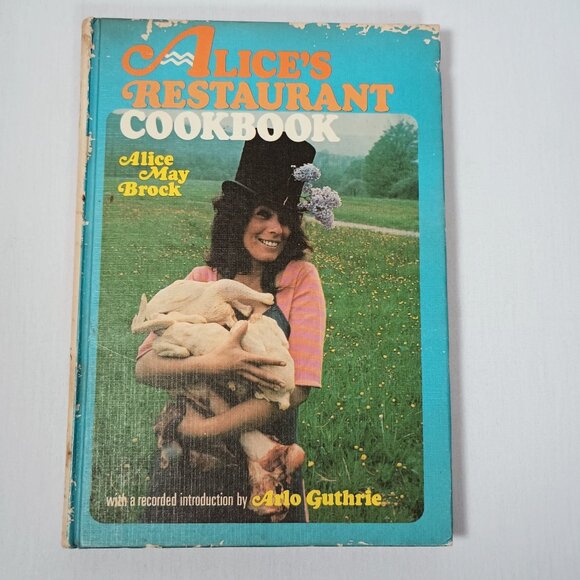 ALICE'S
RESTAURANT
COOKBOOK
Alice
May
Brock
with a recorded introduction by Arlo Guthrie